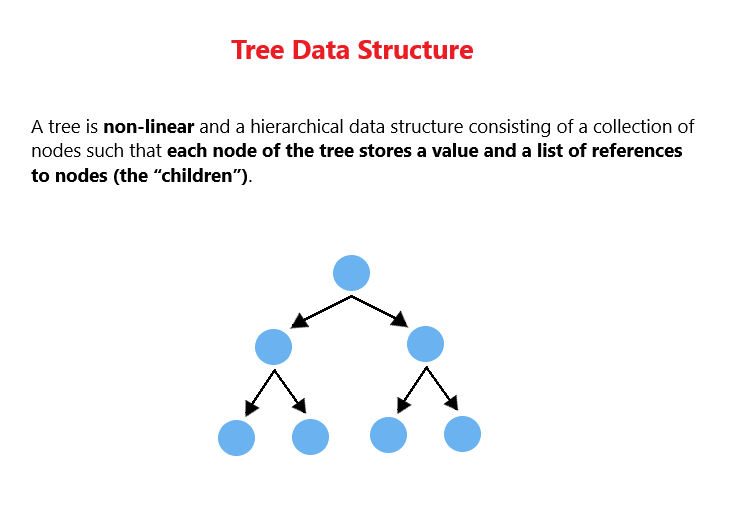 Tree Data Structure
A tree is non-linear and a hierarchical data structure consisting of a collection of
nodes such that each node of the tree stores a value and a list of references
to nodes (the “children”).